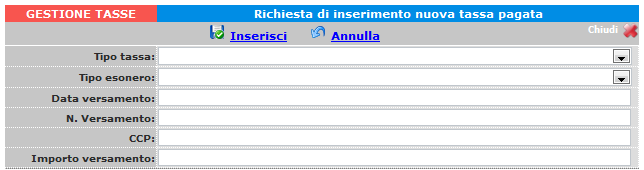 GESTIONE TASSE Richiesta di inserimento nuova tassa pagata
Inserisci Annulla Chiudi
Tipo tassa:
Tipo esonero:
Data versamento:
N. Versamento:
CCP:
Importo versamento: